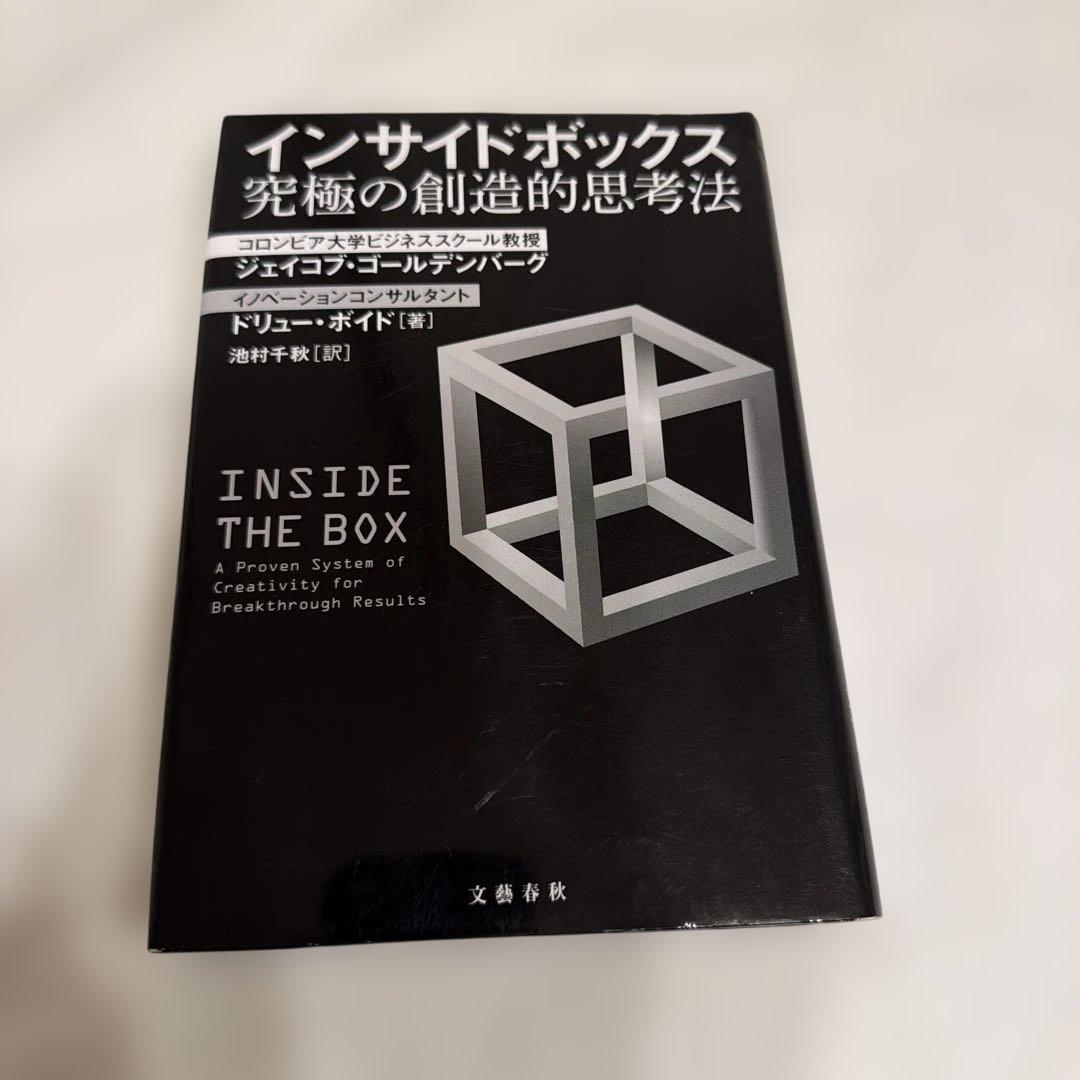 インサイドボックス
究極の創造的思考法
コロンビア大学ビジネススクール教授
ジェイコブ・ゴールデンバーグ
イノベーションコンサルタント
ドリュー・ボイド[著]
池村千秋[訳]
INSIDE
THE BOX
A Proven System of
Creativity for
Breakthrough Results
文藝春秋